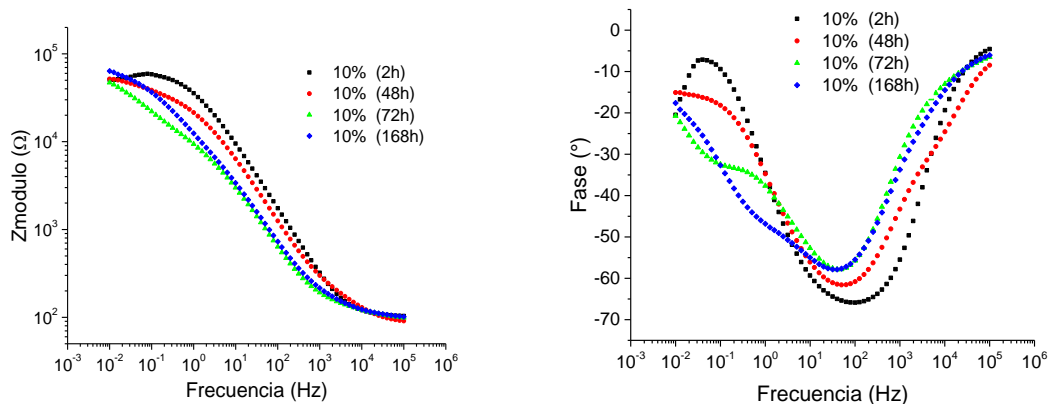 10⁵
10⁴
10³
10²
Zmodulo (Ω)
10% (2h)
10% (48h)
10% (72h)
10% (168h)
10⁻³ 10⁻² 10⁻¹ 10⁰ 10¹ 10² 10³ 10⁴ 10⁵ 10⁶
Frecuencia (Hz)
0
-10
-20
-30
-40
-50
-60
-70
Fase (°)
10% (2h)
10% (48h)
10% (72h)
10% (168h)
10⁻³ 10⁻² 10⁻¹ 10⁰ 10¹ 10² 10³ 10⁴ 10⁵ 10⁶
Frecuencia (Hz)